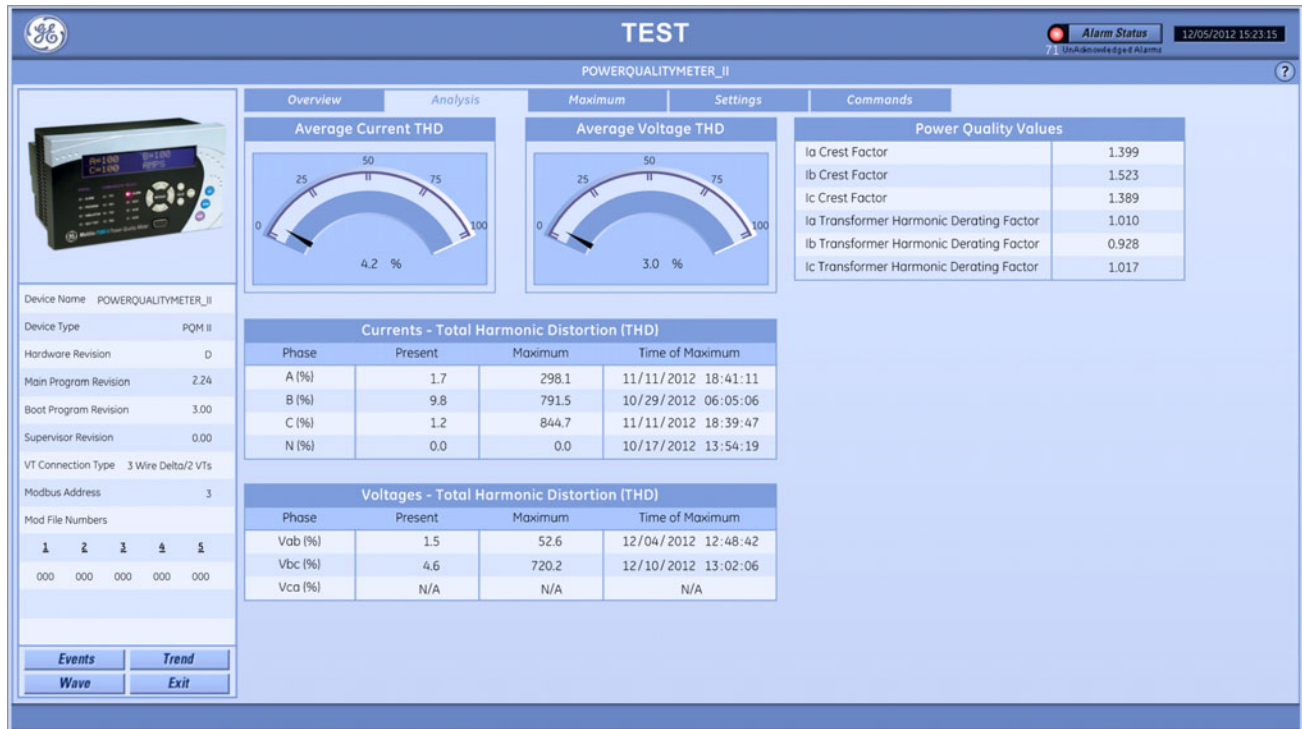 TEST
Alarm Status
12/05/2012 15:23:15
71 UnAcknowledged Alarms
POWERQUALITYMETER_II
?
Overview Analysis Maximum Settings Commands
A=100 B=100
C=100 AMPS
Device Name POWERQUALITYMETER_II
Device Type PQM II
Hardware Revision D
Main Program Revision 2.24
Boot Program Revision 3.00
Supervisor Revision 0.00
VT Connection Type 3 Wire Delta/2 VTs
Modbus Address 3
Mod File Numbers
1 2 3 4 5
000 000 000 000 000
Events Trend
Wave Exit
Average Current THD
0 25 50 75 100
4.2 %
Average Voltage THD
0 25 50 75 100
3.0 %
Power Quality Values
Ia Crest Factor 1.399
Ib Crest Factor 1.523
Ic Crest Factor 1.389
Ia Transformer Harmonic Derating Factor 1.010
Ib Transformer Harmonic Derating Factor 0.928
Ic Transformer Harmonic Derating Factor 1.017
Currents - Total Harmonic Distortion (THD)
Phase Present Maximum Time of Maximum
A (%) 1.7 298.1 11/11/2012 18:41:11
B (%) 9.8 791.5 10/29/2012 06:05:06
C (%) 1.2 844.7 11/11/2012 18:39:47
N (%) 0.0 0.0 10/17/2012 13:54:19
Voltages - Total Harmonic Distortion (THD)
Phase Present Maximum Time of Maximum
Vab (%) 1.5 52.6 12/04/2012 12:48:42
Vbc (%) 4.6 720.2 12/10/2012 13:02:06
Vca (%) N/A N/A N/A